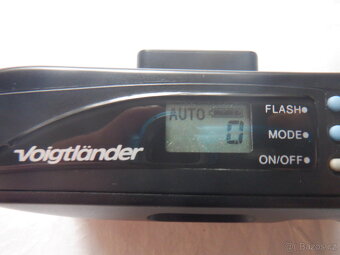 AUTO
0
FLASH
MODE
ON/OFF
Voigtländer
© Bazos.cz